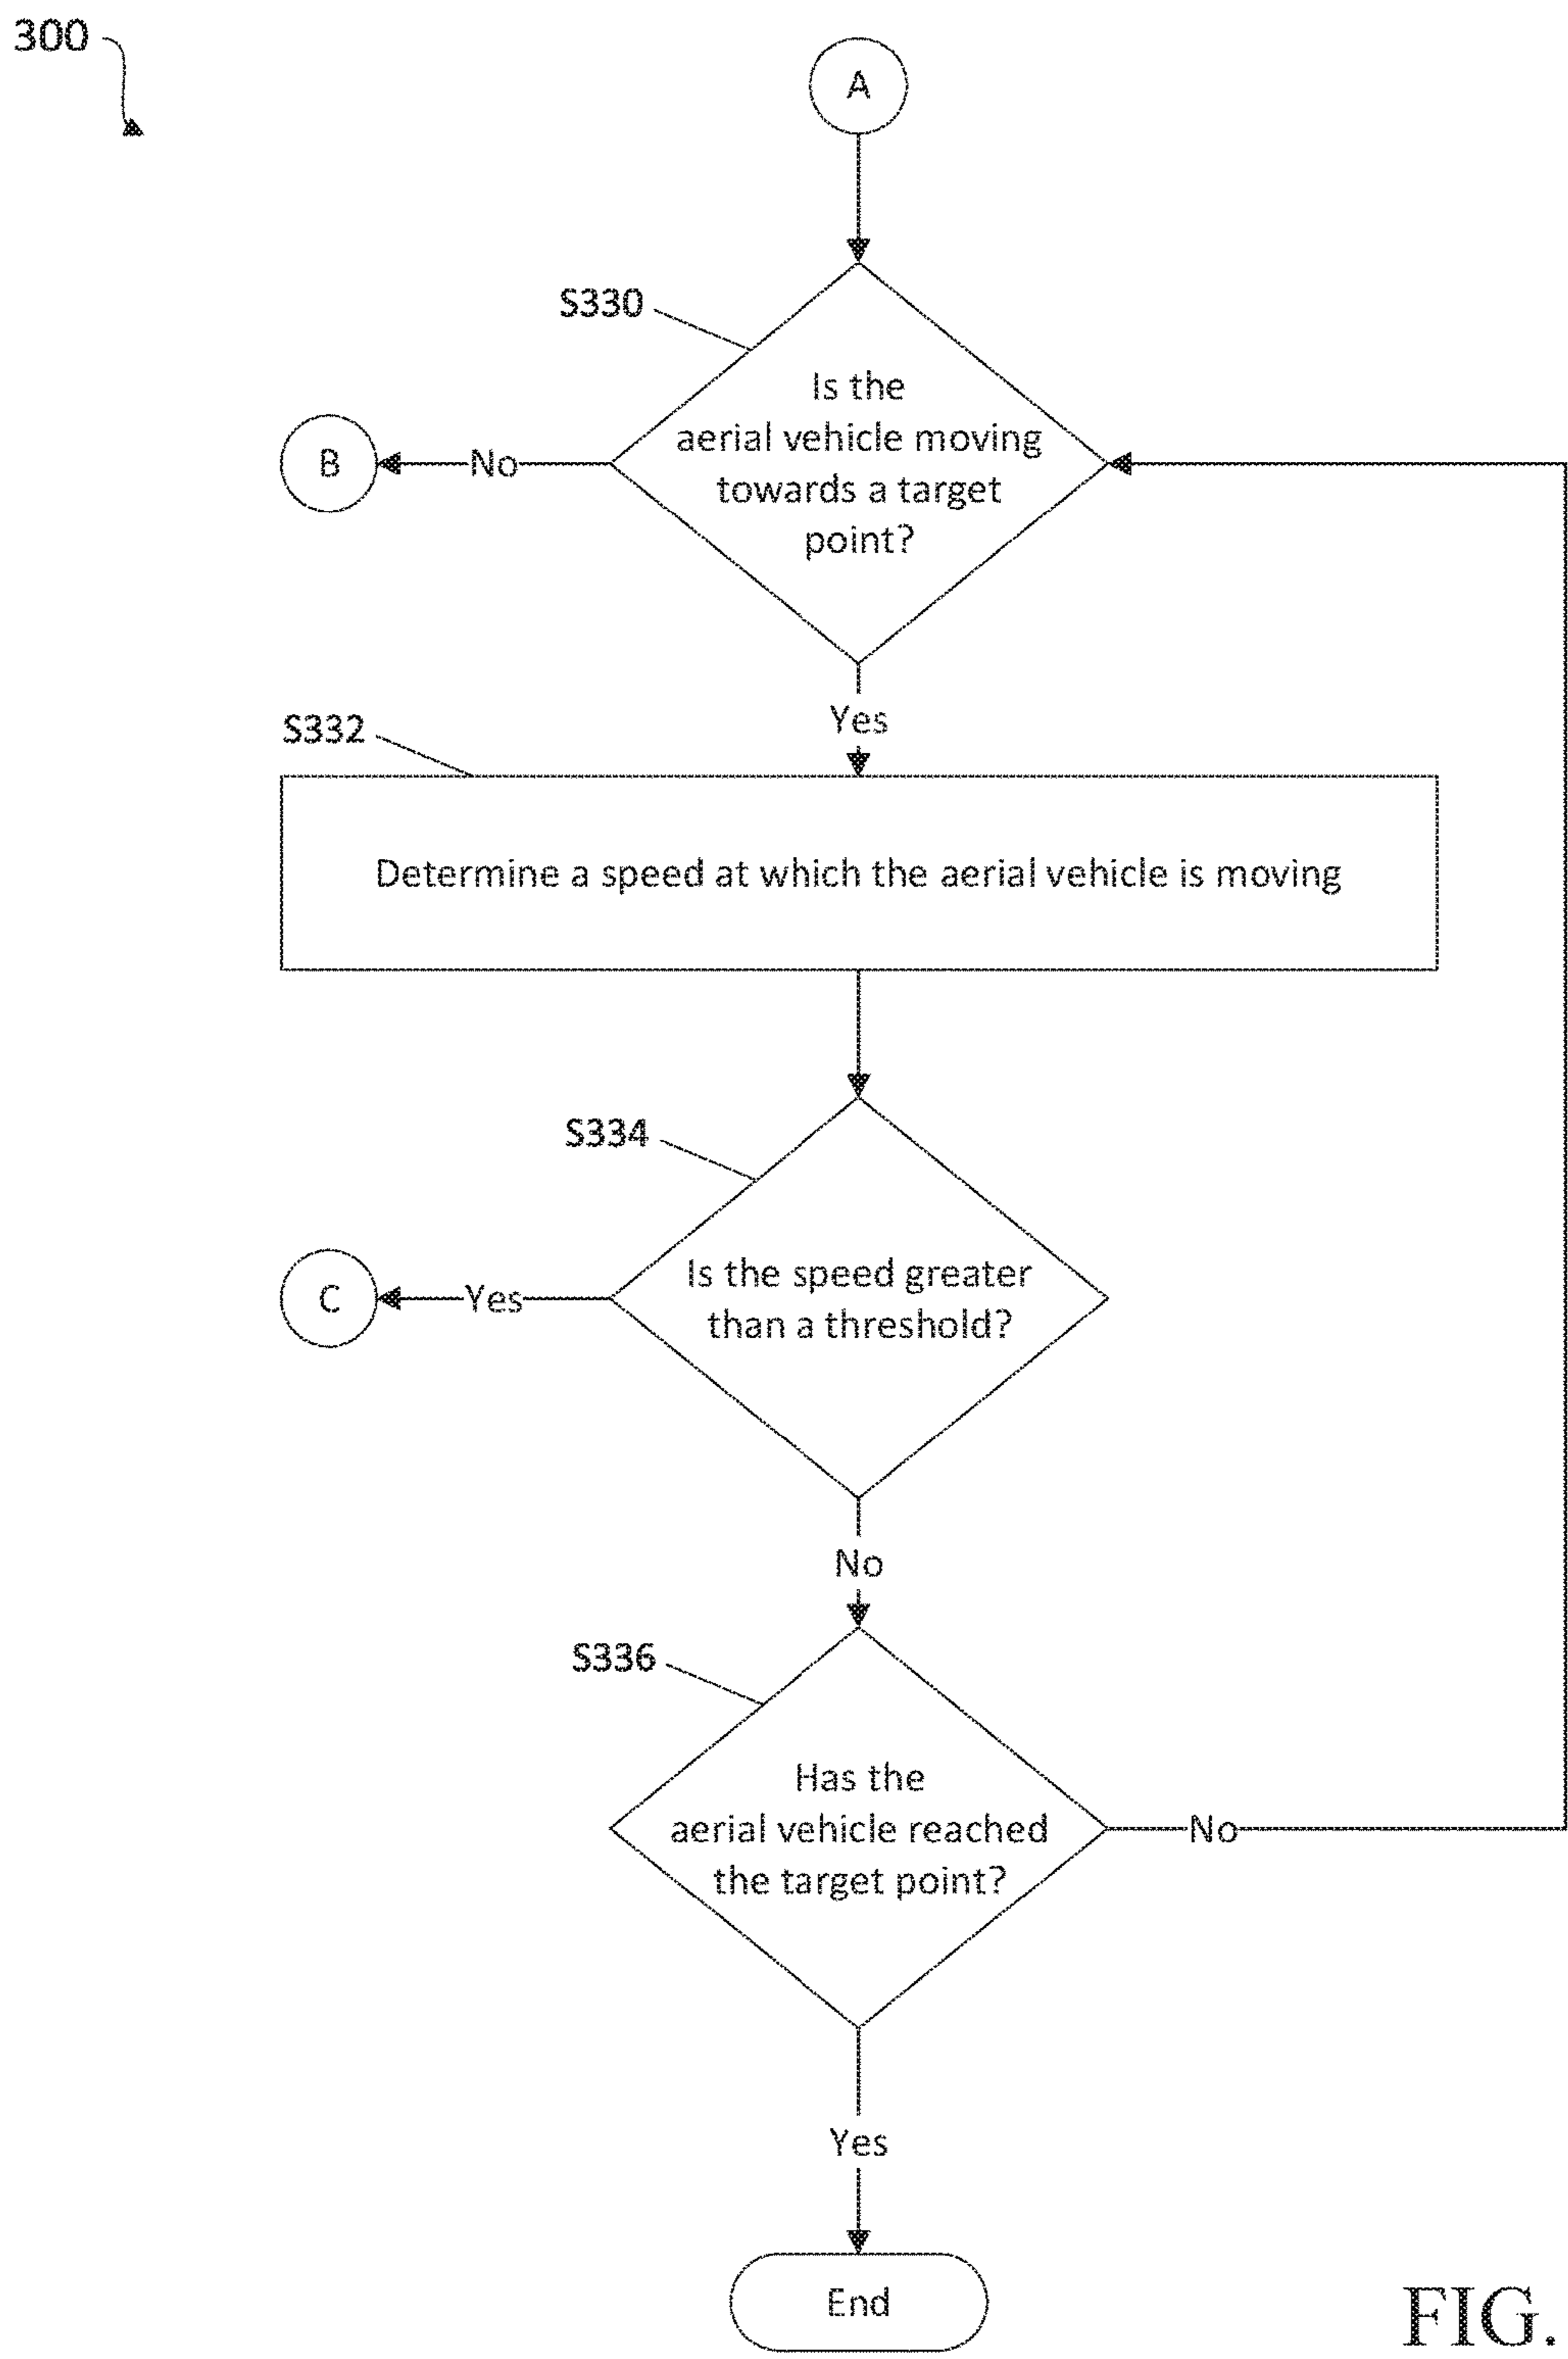 300
A
S330
Is the
aerial vehicle moving
towards a target
point?
B
No
Yes
S332
Determine a speed at which the aerial vehicle is moving
S334
Is the speed greater
than a threshold?
C
Yes
No
S336
Has the
aerial vehicle reached
the target point?
No
Yes
End
FIG.